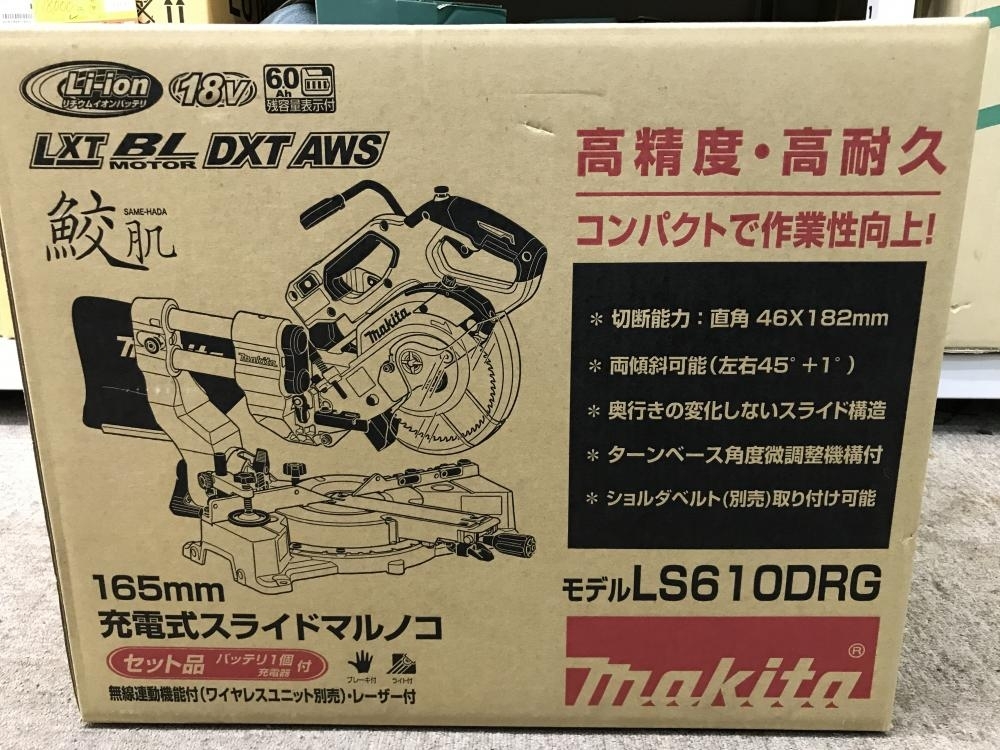 Li-ion
リチウムイオンバッテリ
18V
6.0
Ah
残容量表示付
LXT BL MOTOR DXT AWS
鮫肌
SAME-HADA
高精度・高耐久
コンパクトで作業性向上!
* 切断能力：直角 46X182mm
* 両傾斜可能(左右45°+1°)
* 奥行きの変化しないスライド構造
* ターンベース角度微調整機構付
* ショルダベルト(別売)取り付け可能
makita
makita
165mm
充電式スライドマルノコ
セット品 バッテリ1個 充電器 付
ブレーキ付
ライト付
無線連動機能付(ワイヤレスユニット別売)・レーザー付
モデルLS610DRG
makita®